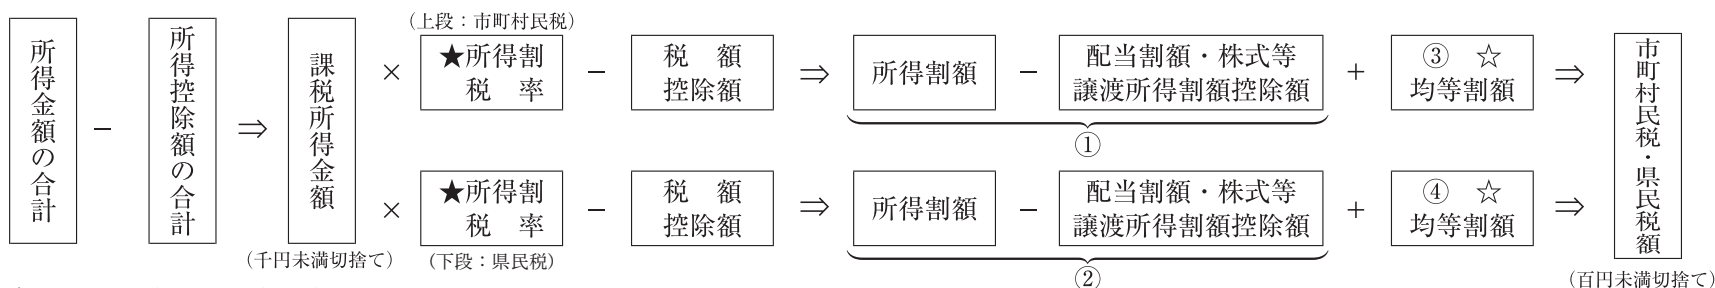 所得金額の合計
−
所得控除額の合計
⇒
課税所得金額
(千円未満切捨て)
(上段：市町村民税)
×
★所得割
税　率
−
税　額
控除額
⇒
所得割額
−
配当割額・株式等
譲渡所得割額控除額
①
+
③　☆
均等割額
⇒
×
★所得割
税　率
(下段：県民税)
−
税　額
控除額
⇒
所得割額
−
配当割額・株式等
譲渡所得割額控除額
②
+
④　☆
均等割額
⇒
市町村民税・県民税額
(百円未満切捨て)